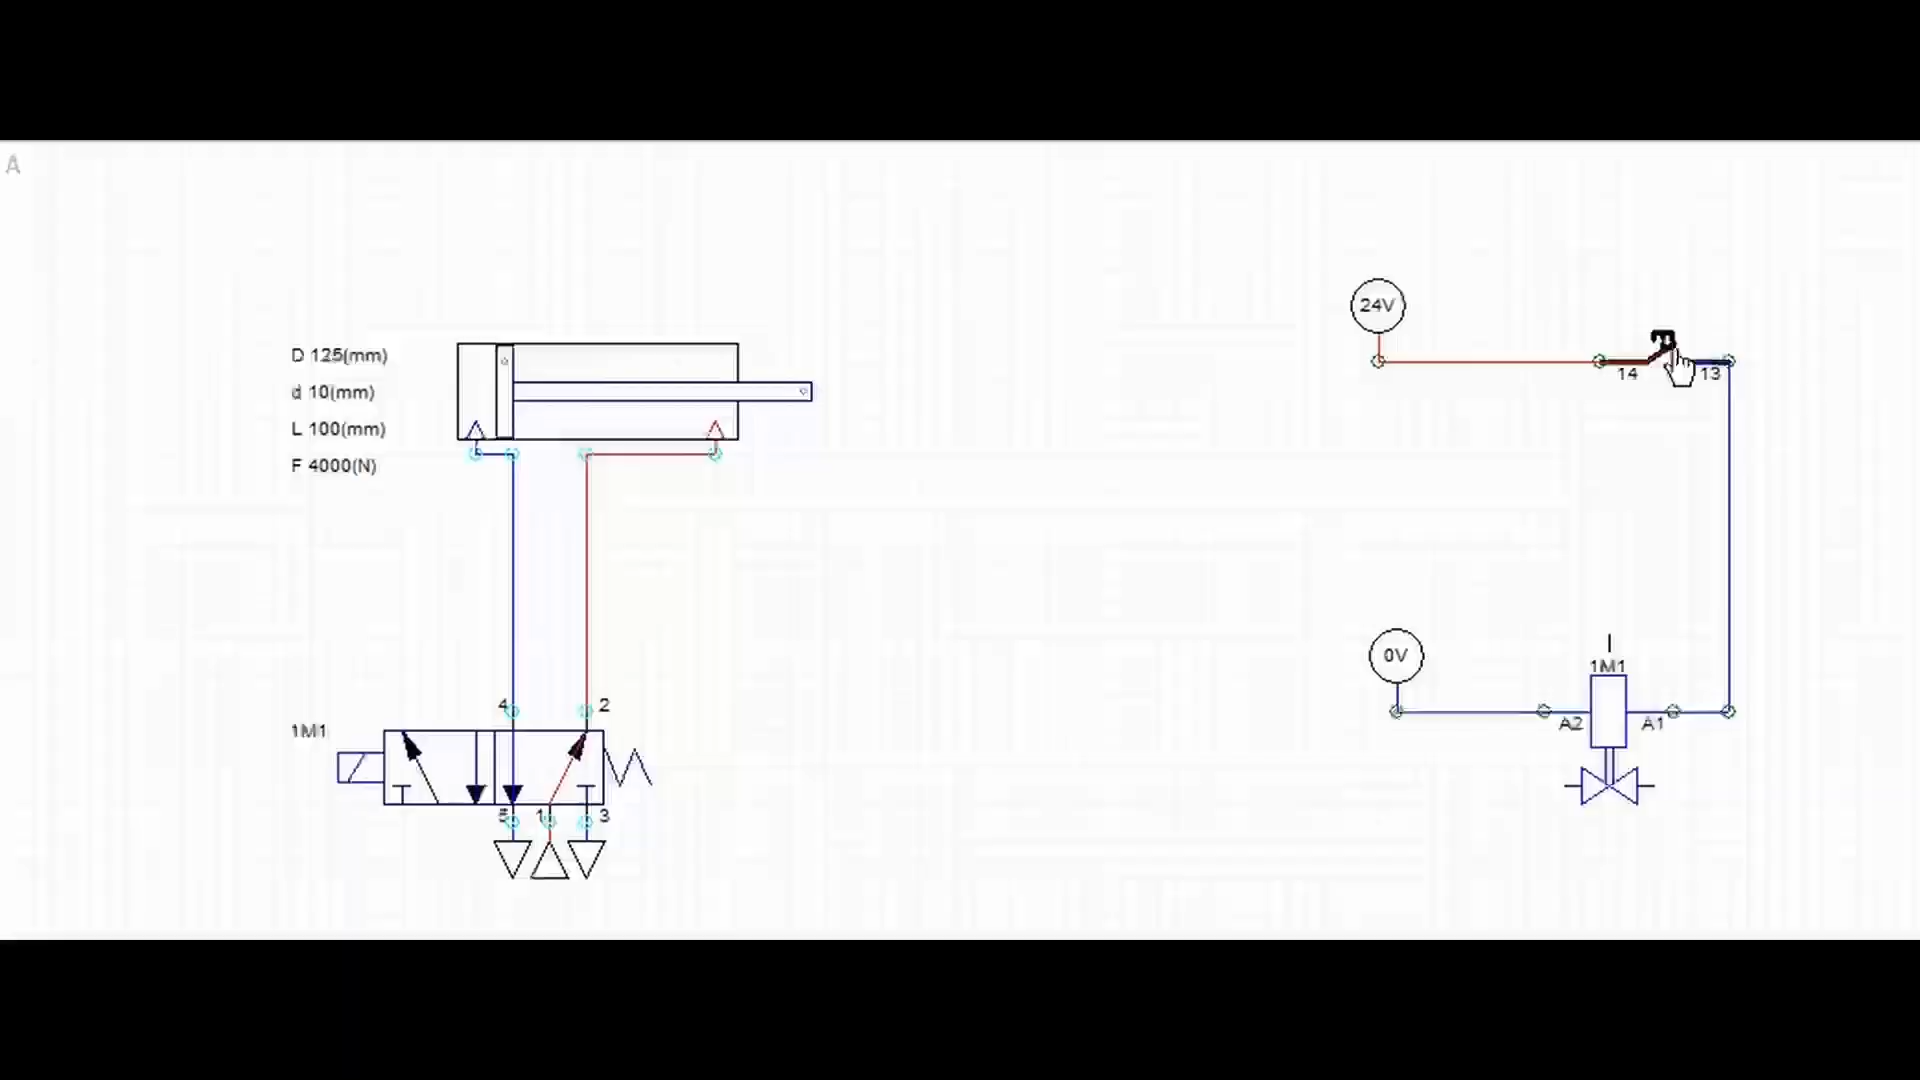 A
24V
D 125(mm)
d 10(mm)
L 100(mm)
F 4000(N)
14 13
0V
1M1
A2 A1
4 2
1M1
5 1 3